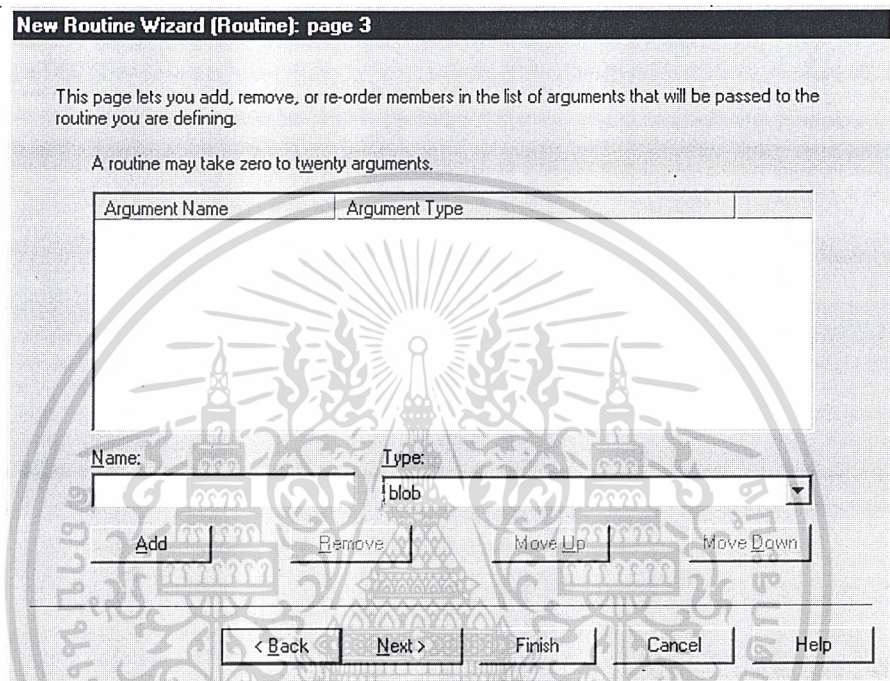 New Routine Wizard (Routine): page 3
This page lets you add, remove, or re-order members in the list of arguments that will be passed to the
routine you are defining.
A routine may take zero to twenty arguments.
Argument Name Argument Type
Name: Type:
blob
Add Remove Move Up Move Down
< Back Next > Finish Cancel Help